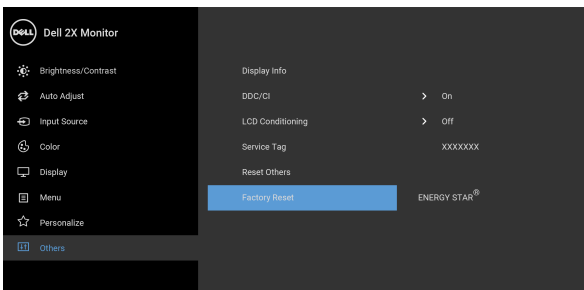 DELL Dell 2X Monitor
Brightness/Contrast
Auto Adjust
Input Source
Color
Display
Menu
Personalize
Others
Display Info
DDC/CI > On
LCD Conditioning > Off
Service Tag XXXXXXX
Reset Others
Factory Reset ENERGY STAR®